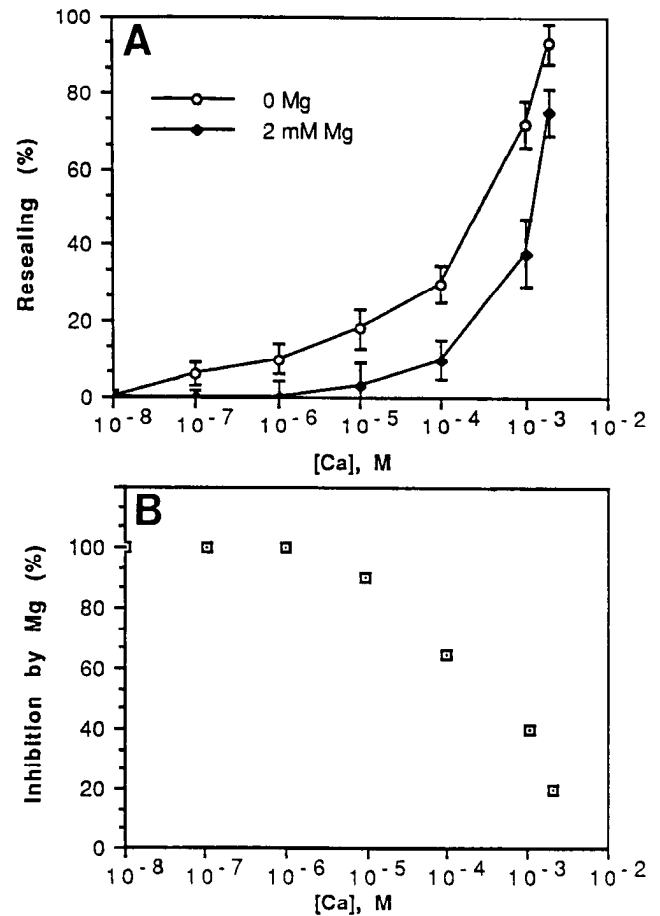 A
100
80
60
40
20
0
Resealing (%)
0 Mg
2 mM Mg
10⁻⁸ 10⁻⁷ 10⁻⁶ 10⁻⁵ 10⁻⁴ 10⁻³ 10⁻²
[Ca], M
B
100
80
60
40
20
0
Inhibition by Mg (%)
10⁻⁸ 10⁻⁷ 10⁻⁶ 10⁻⁵ 10⁻⁴ 10⁻³ 10⁻²
[Ca], M